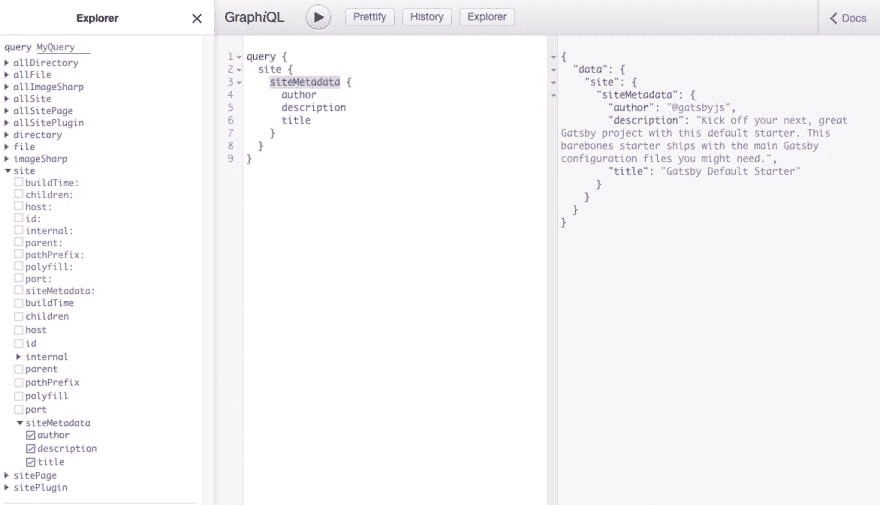 Explorer
query MyQuery
allDirectory
allFile
allImageSharp
allSite
allSitePage
allSitePlugin
directory
file
imageSharp
site
buildTime:
children:
host:
id:
internal:
parent:
pathPrefix:
polyfill:
port:
siteMetadata:
buildTime
children
host
id
internal
parent
pathPrefix
polyfill
port
siteMetadata
author
description
title
sitePage
sitePlugin
GraphiQL Prettify History Explorer Docs
1 query {
2 site {
3 siteMetadata {
4 author
5 description
6 title
7 }
8 }
9 }
{
"data": {
"site": {
"siteMetadata": {
"author": "@gatsbyjs",
"description": "Kick off your next, great
Gatsby project with this default starter. This
barebones starter ships with the main Gatsby
configuration files you might need.",
"title": "Gatsby Default Starter"
}
}
}
}